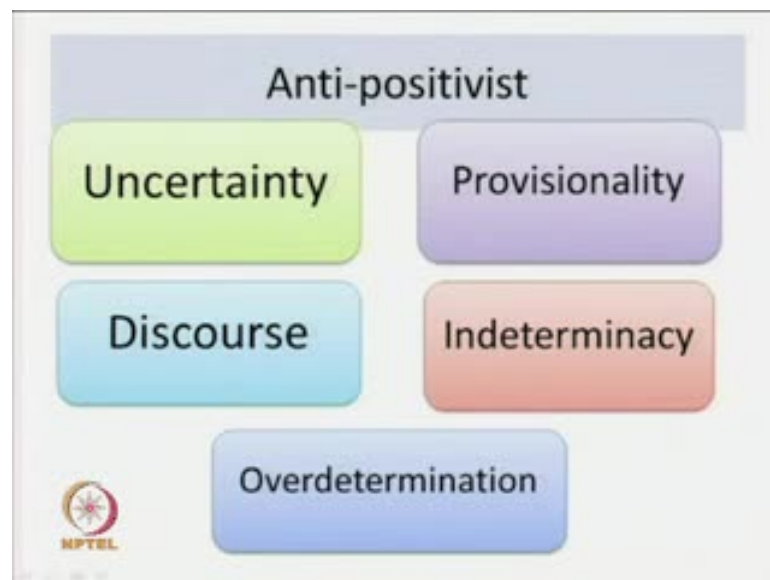 Anti-positivist
Uncertainty
Provisionality
Discourse
Indeterminacy
Overdetermination
NPTEL